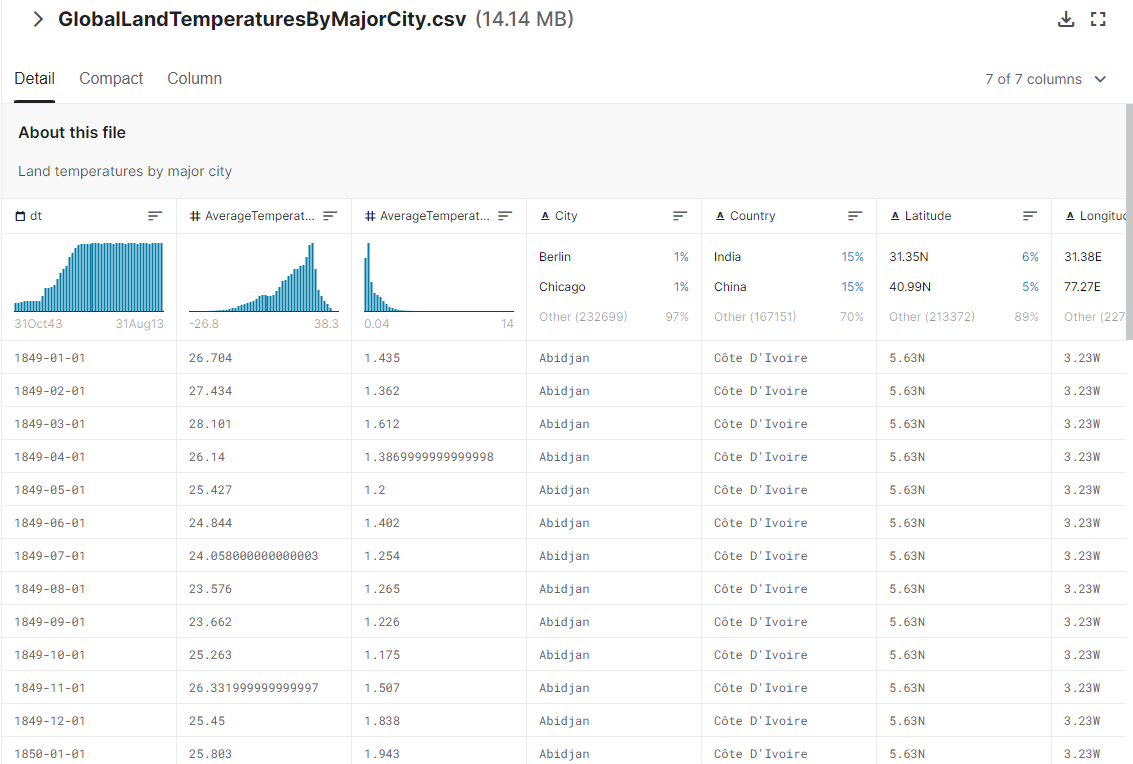 GlobalLandTemperaturesByMajorCity.csv (14.14 MB)
Detail Compact Column 7 of 7 columns
About this file
Land temperatures by major city
dt # AverageTemperat... # AverageTemperat... A City A Country A Latitude A Longituc
Berlin 1% India 15% 31.35N 6% 31.38E
Chicago 1% China 15% 40.99N 5% 77.27E
31Oct43 31Aug13 -26.8 38.3 0.04 14 Other (232699) 97% Other (167151) 70% Other (213372) 89% Other (227
1849-01-01 26.704 1.435 Abidjan Côte D'Ivoire 5.63N 3.23W
1849-02-01 27.434 1.362 Abidjan Côte D'Ivoire 5.63N 3.23W
1849-03-01 28.101 1.612 Abidjan Côte D'Ivoire 5.63N 3.23W
1849-04-01 26.14 1.3869999999999998 Abidjan Côte D'Ivoire 5.63N 3.23W
1849-05-01 25.427 1.2 Abidjan Côte D'Ivoire 5.63N 3.23W
1849-06-01 24.844 1.402 Abidjan Côte D'Ivoire 5.63N 3.23W
1849-07-01 24.058000000000003 1.254 Abidjan Côte D'Ivoire 5.63N 3.23W
1849-08-01 23.576 1.265 Abidjan Côte D'Ivoire 5.63N 3.23W
1849-09-01 23.662 1.226 Abidjan Côte D'Ivoire 5.63N 3.23W
1849-10-01 25.263 1.175 Abidjan Côte D'Ivoire 5.63N 3.23W
1849-11-01 26.331999999999997 1.507 Abidjan Côte D'Ivoire 5.63N 3.23W
1849-12-01 25.45 1.838 Abidjan Côte D'Ivoire 5.63N 3.23W
1850-01-01 25.803 1.943 Abidjan Côte D'Ivoire 5.63N 3.23W